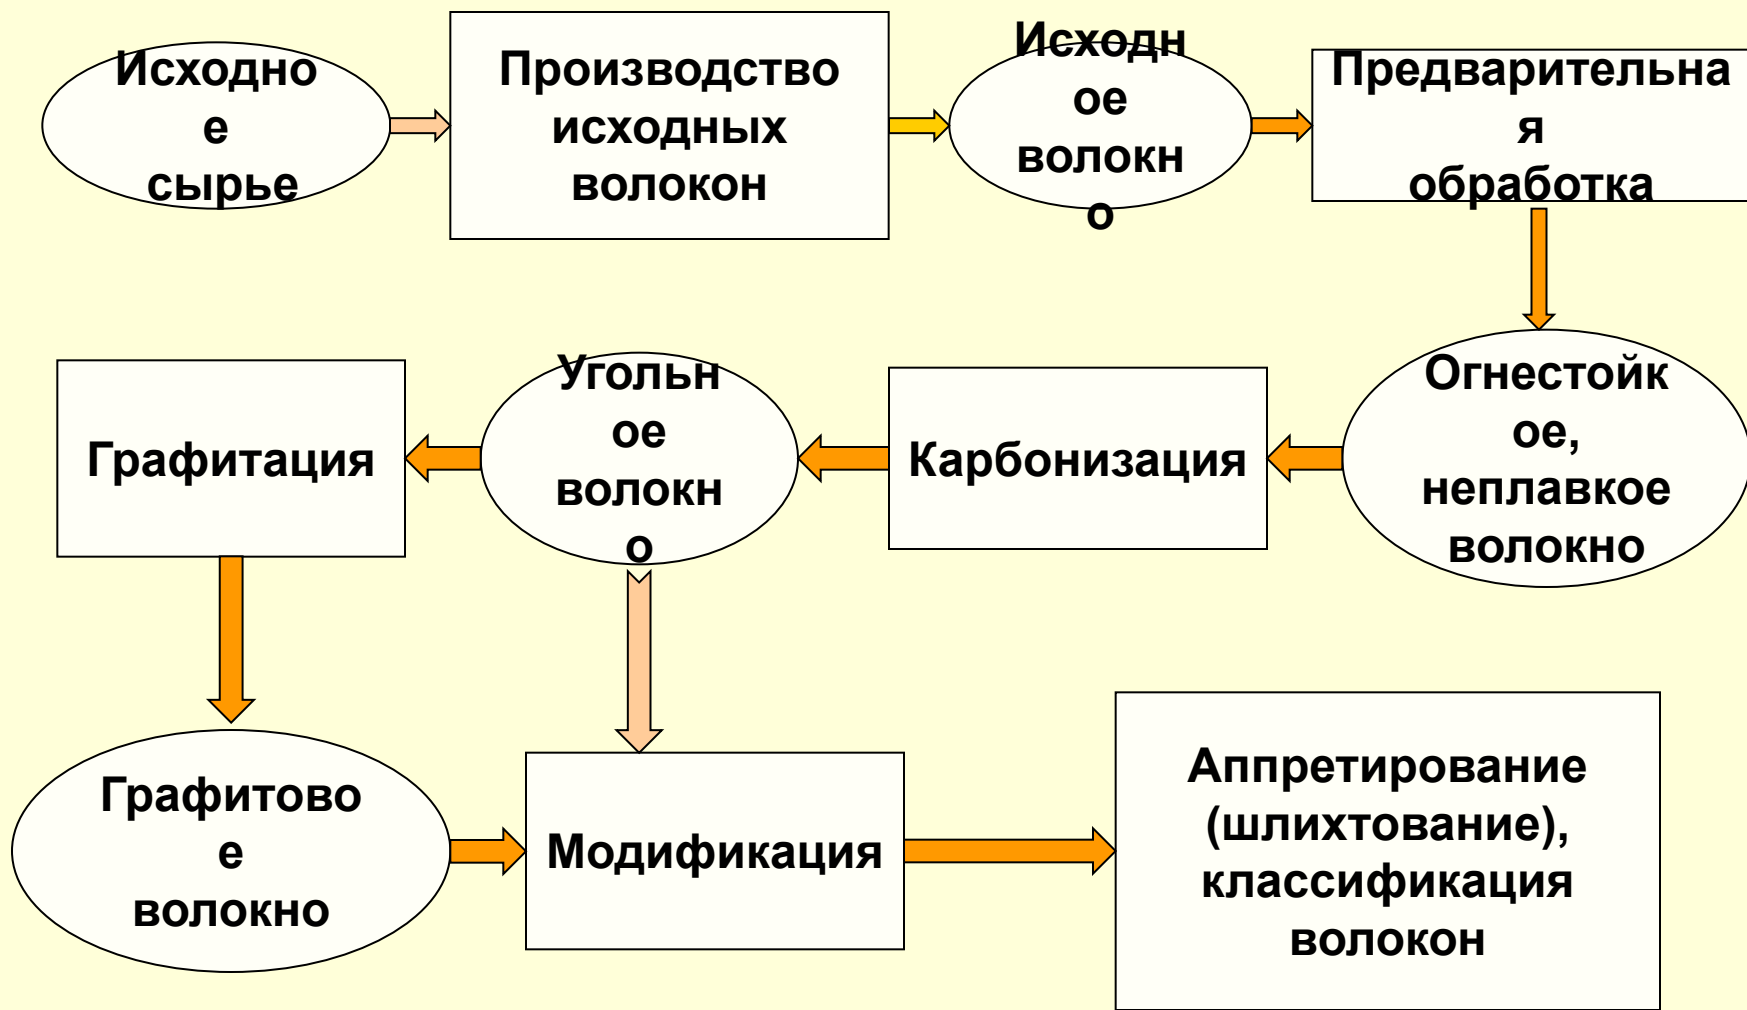 Исходно
е
сырье
Производство
исходных
волокон
Исходн
ое
волокн
о
Предварительна
я
обработка
Графитация
Угольн
ое
волокн
о
Карбонизация
Огнестойк
ое,
неплавкое
волокно
Графитово
е
волокно
Модификация
Аппретирование
(шлихтование),
классификация
волокон